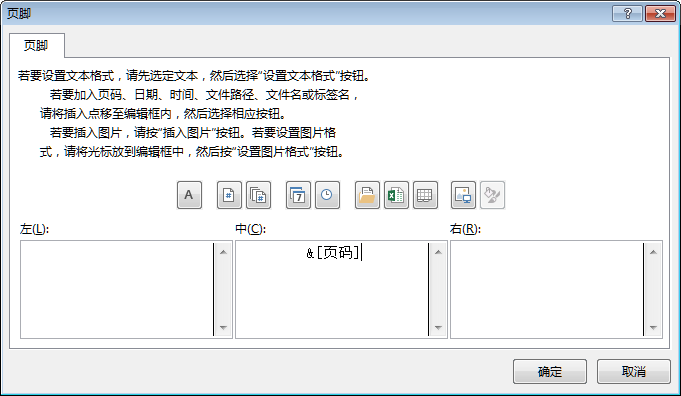 页脚
页脚
若要设置文本格式，请先选定文本，然后选择"设置文本格式"按钮。
若要加入页码、日期、时间、文件路径、文件名或标签名，
请将插入点移至编辑框内，然后选择相应按钮。
若要插入图片，请按"插入图片"按钮。若要设置图片格
式，请将光标放到编辑框中，然后按"设置图片格式"按钮。
A # # 7
左(L): 中(C): 右(R):
&[页码]
确定 取消